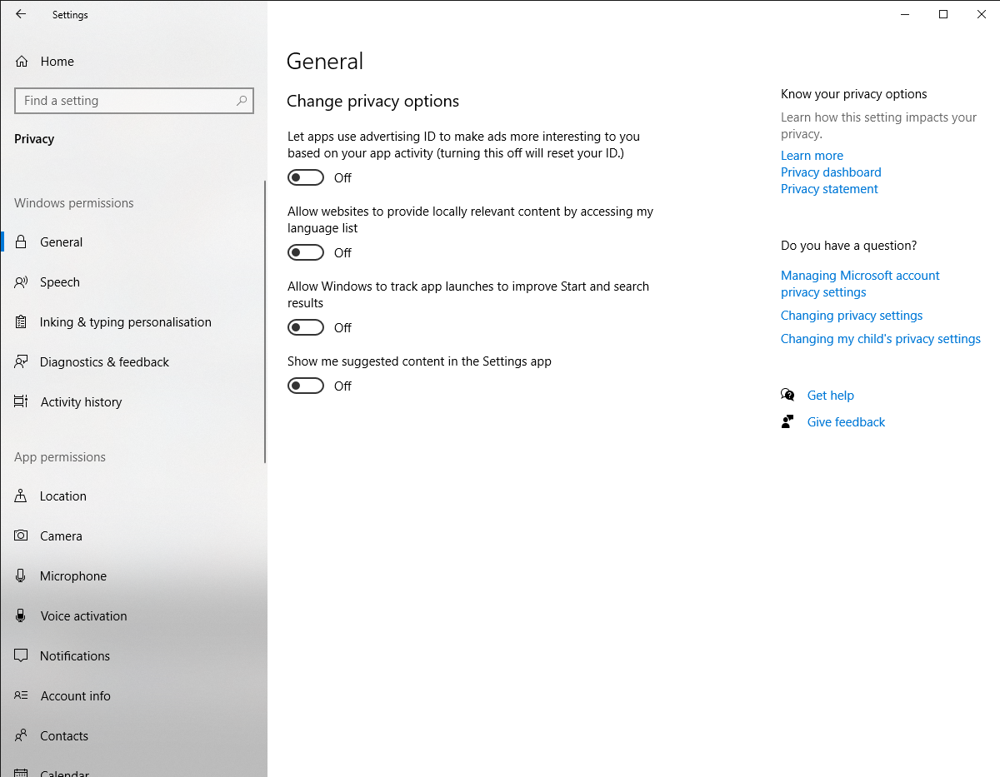 Settings
Home
Find a setting
Privacy
Windows permissions
General
Speech
Inking & typing personalisation
Diagnostics & feedback
Activity history
App permissions
Location
Camera
Microphone
Voice activation
Notifications
Account info
Contacts
Calendar
General
Change privacy options
Let apps use advertising ID to make ads more interesting to you
based on your app activity (turning this off will reset your ID.)
Off
Allow websites to provide locally relevant content by accessing my
language list
Off
Allow Windows to track app launches to improve Start and search
results
Off
Show me suggested content in the Settings app
Off
Know your privacy options
Learn how this setting impacts your
privacy.
Learn more
Privacy dashboard
Privacy statement
Do you have a question?
Managing Microsoft account
privacy settings
Changing privacy settings
Changing my child's privacy settings
Get help
Give feedback